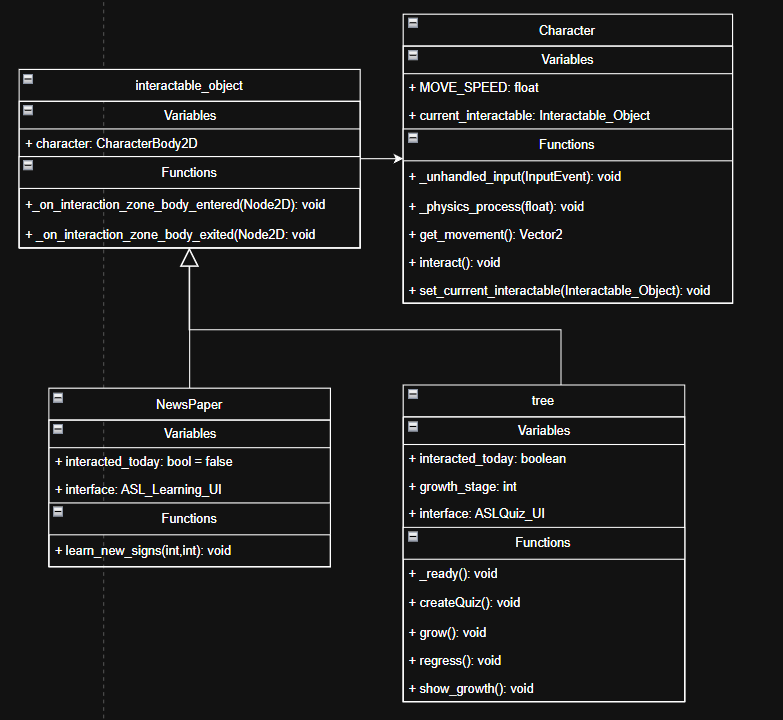 interactable_object
Variables
+ character: CharacterBody2D
Functions
+_on_interaction_zone_body_entered(Node2D): void
+ _on_interaction_zone_body_exited(Node2D: void
Character
Variables
+ MOVE_SPEED: float
+ current_interactable: Interactable_Object
Functions
+ _unhandled_input(InputEvent): void
+ _physics_process(float): void
+ get_movement(): Vector2
+ interact(): void
+ set_currrent_interactable(Interactable_Object): void
NewsPaper
Variables
+ interacted_today: bool = false
+ interface: ASL_Learning_UI
Functions
+ learn_new_signs(int,int): void
tree
Variables
+ interacted_today: boolean
+ growth_stage: int
+ interface: ASLQuiz_UI
Functions
+ _ready(): void
+ createQuiz(): void
+ grow(): void
+ regress(): void
+ show_growth(): void